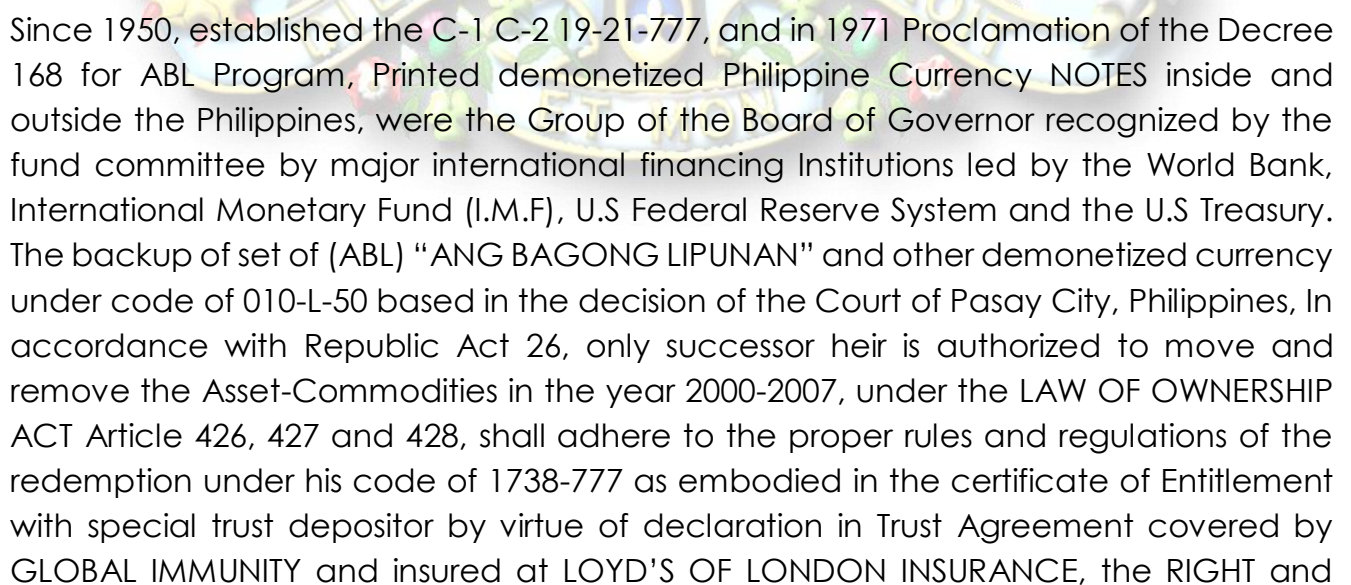 Since 1950, established the C-1 C-2 19-21-777, and in 1971 Proclamation of the Decree
168 for ABL Program, Printed demonetized Philippine Currency NOTES inside and
outside the Philippines, were the Group of the Board of Governor recognized by the
fund committee by major international financing Institutions led by the World Bank,
International Monetary Fund (I.M.F), U.S Federal Reserve System and the U.S Treasury.
The backup of set of (ABL) “ANG BAGONG LIPUNAN” and other demonetized currency
under code of 010-L-50 based in the decision of the Court of Pasay City, Philippines, In
accordance with Republic Act 26, only successor heir is authorized to move and
remove the Asset-Commodities in the year 2000-2007, under the LAW OF OWNERSHIP
ACT Article 426, 427 and 428, shall adhere to the proper rules and regulations of the
redemption under his code of 1738-777 as embodied in the certificate of Entitlement
with special trust depositor by virtue of declaration in Trust Agreement covered by
GLOBAL IMMUNITY and insured at LOYD’S OF LONDON INSURANCE, the RIGHT and